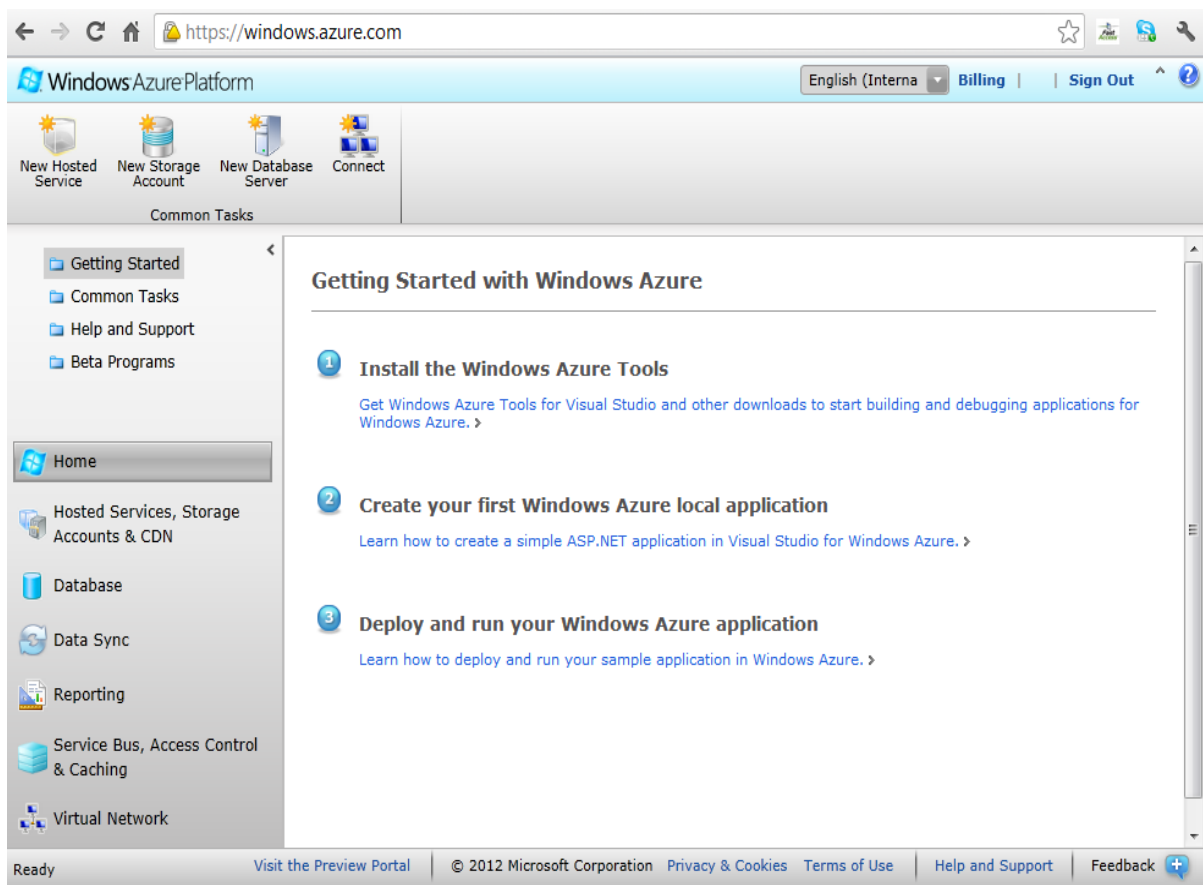 https://windows.azure.com
Windows Azure Platform
English (Interna
Billing |
| Sign Out
New Hosted
Service
New Storage
Account
New Database
Server
Connect
Common Tasks
Getting Started
Common Tasks
Help and Support
Beta Programs
Home
Hosted Services, Storage
Accounts & CDN
Database
Data Sync
Reporting
Service Bus, Access Control
& Caching
Virtual Network
Getting Started with Windows Azure
1
Install the Windows Azure Tools
Get Windows Azure Tools for Visual Studio and other downloads to start building and debugging applications for
Windows Azure. >
2
Create your first Windows Azure local application
Learn how to create a simple ASP.NET application in Visual Studio for Windows Azure. >
3
Deploy and run your Windows Azure application
Learn how to deploy and run your sample application in Windows Azure. >
Ready
Visit the Preview Portal
© 2012 Microsoft Corporation
Privacy & Cookies
Terms of Use
Help and Support
Feedback